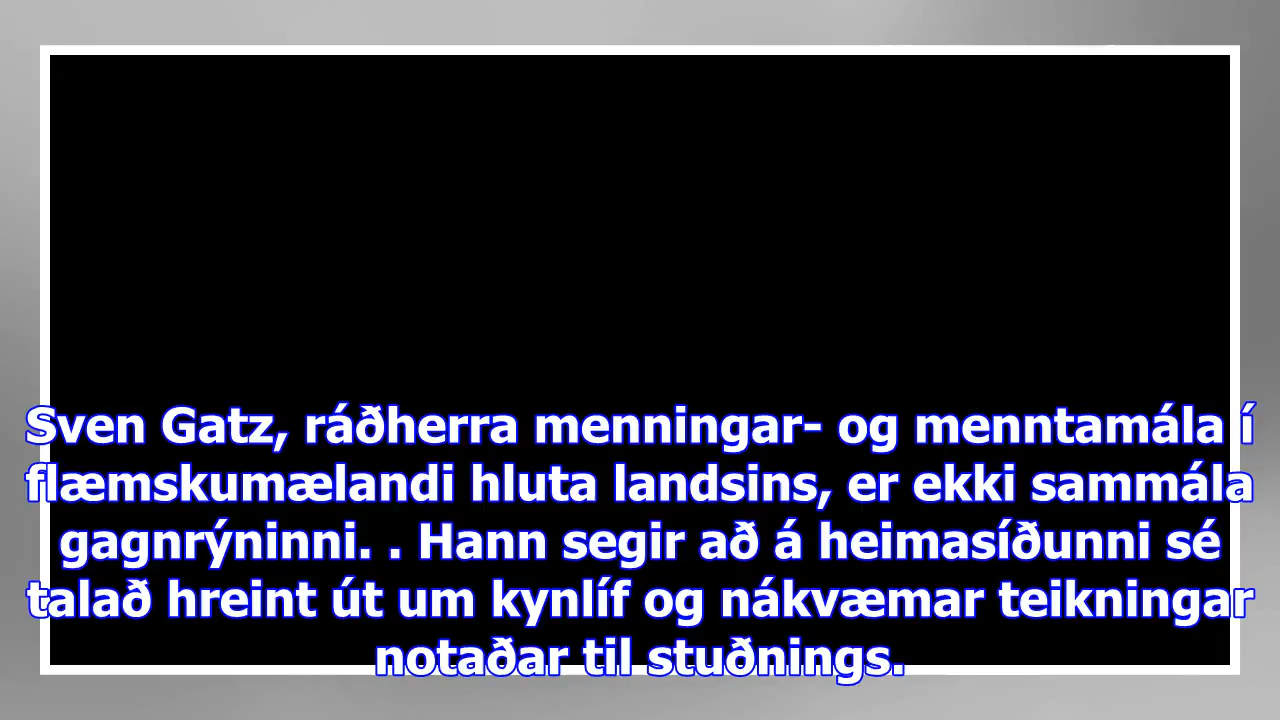 Sven Gatz, ráðherra menningar- og menntamála í
flæmskumælandi hluta landsins, er ekki sammála
gagnrýninni. . Hann segir að á heimasíðunni sé
talað hreint út um kynlíf og nákvæmar teikningar
notaðar til stuðnings.